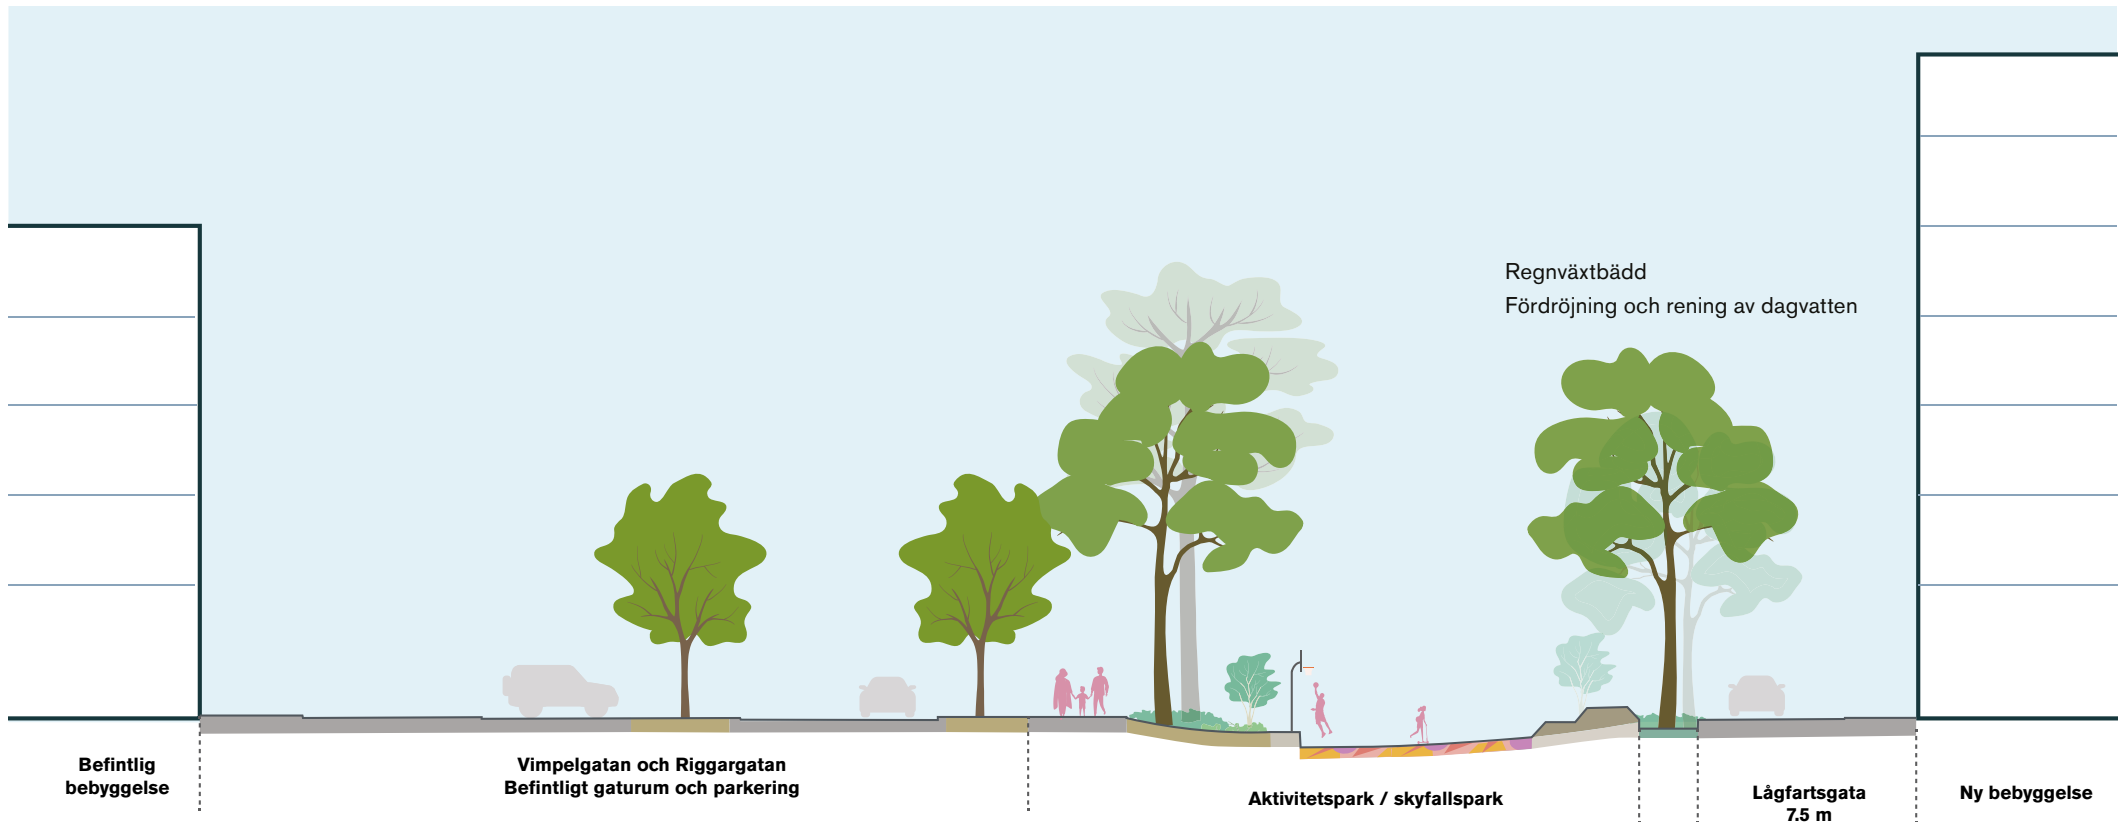 Regnväxtbädd
Fördröjning och rening av dagvatten
Befintlig
bebyggelse
Vimpelgatan och Riggargatan
Befintligt gaturum och parkering
Aktivitetspark / skyfallspark
Lågfartsgata
7.5 m
Ny bebyggelse